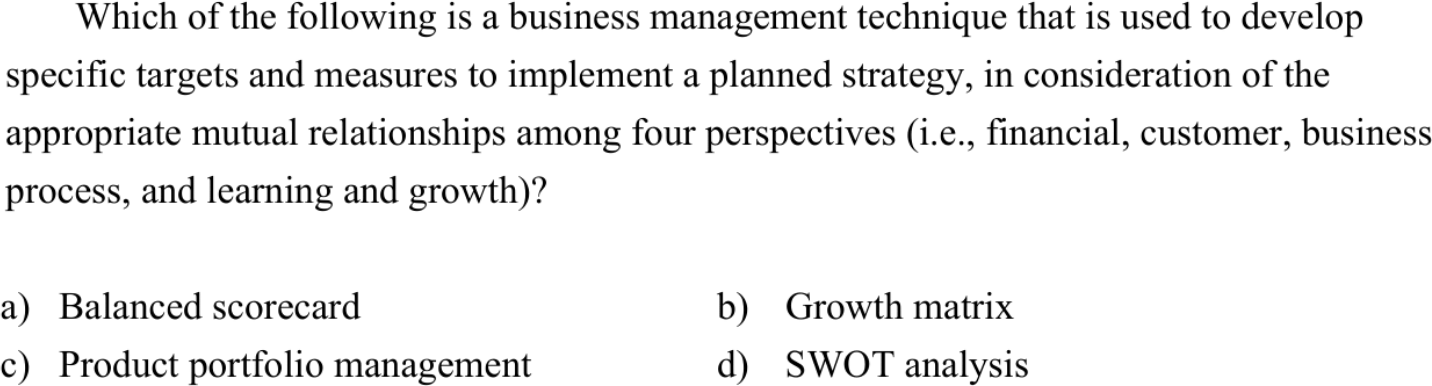 Which of the following is a business management technique that is used to develop
specific targets and measures to implement a planned strategy, in consideration of the
appropriate mutual relationships among four perspectives (i.e., financial, customer, business
process, and learning and growth)?
a) Balanced scorecard b) Growth matrix
c) Product portfolio management d) SWOT analysis